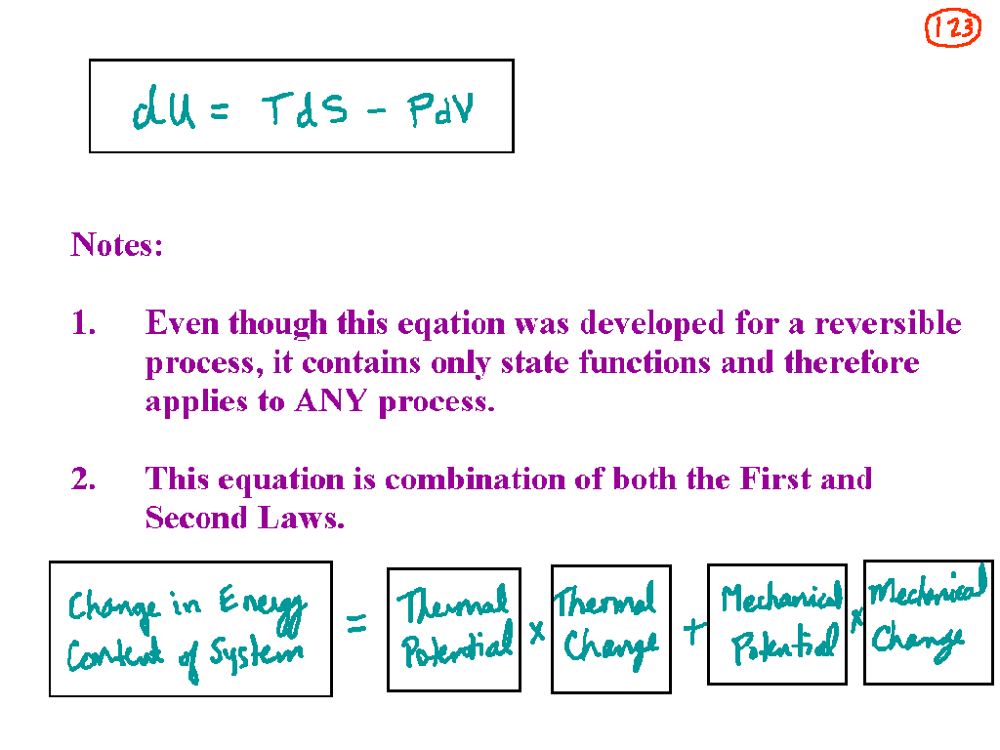 123
dU = TdS - PdV
Notes:
1. Even though this eqation was developed for a reversible
process, it contains only state functions and therefore
applies to ANY process.
2. This equation is combination of both the First and
Second Laws.
Change in Energy
Content of System
=
Thermal
Potential
x
Thermal
Change
+
Mechanical
Potential
x
Mechanical
Change